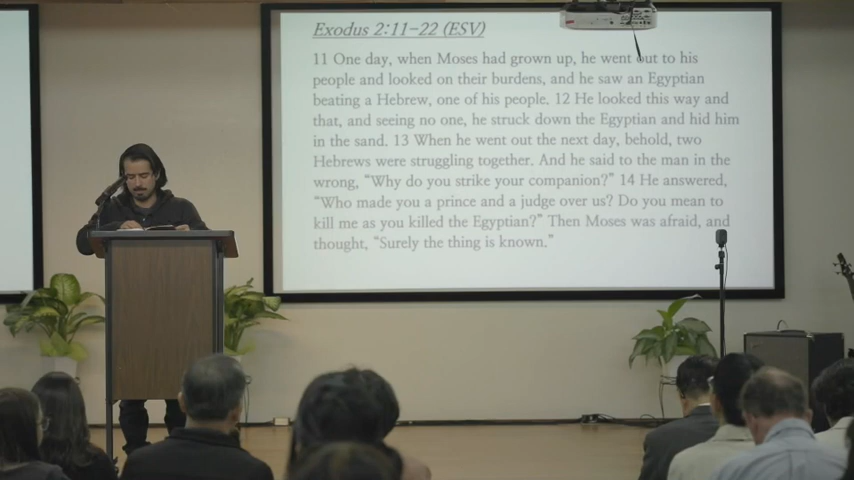 Exodus 2:11–22 (ESV)
11 One day, when Moses had grown up, he went out to his
people and looked on their burdens, and he saw an Egyptian
beating a Hebrew, one of his people. 12 He looked this way and
that, and seeing no one, he struck down the Egyptian and hid him
in the sand. 13 When he went out the next day, behold, two
Hebrews were struggling together. And he said to the man in the
wrong, “Why do you strike your companion?” 14 He answered,
“Who made you a prince and a judge over us? Do you mean to
kill me as you killed the Egyptian?” Then Moses was afraid, and
thought, “Surely the thing is known.”